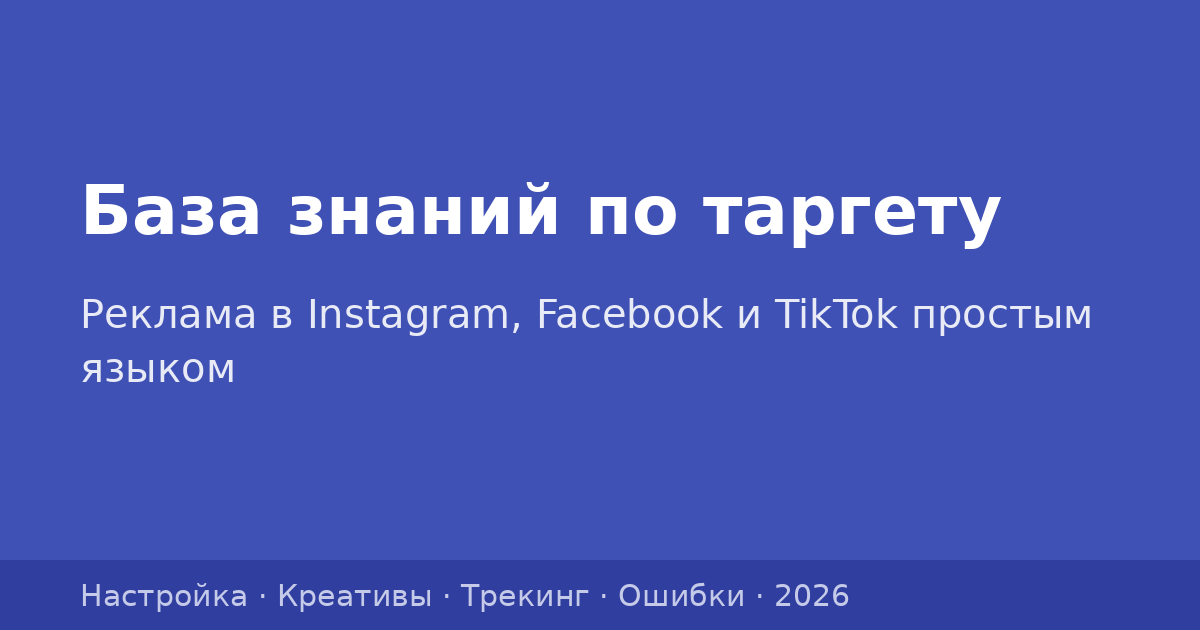 База знаний по таргету
Реклама в Instagram, Facebook и TikTok простым
языком
Настройка · Креативы · Трекинг · Ошибки · 2026